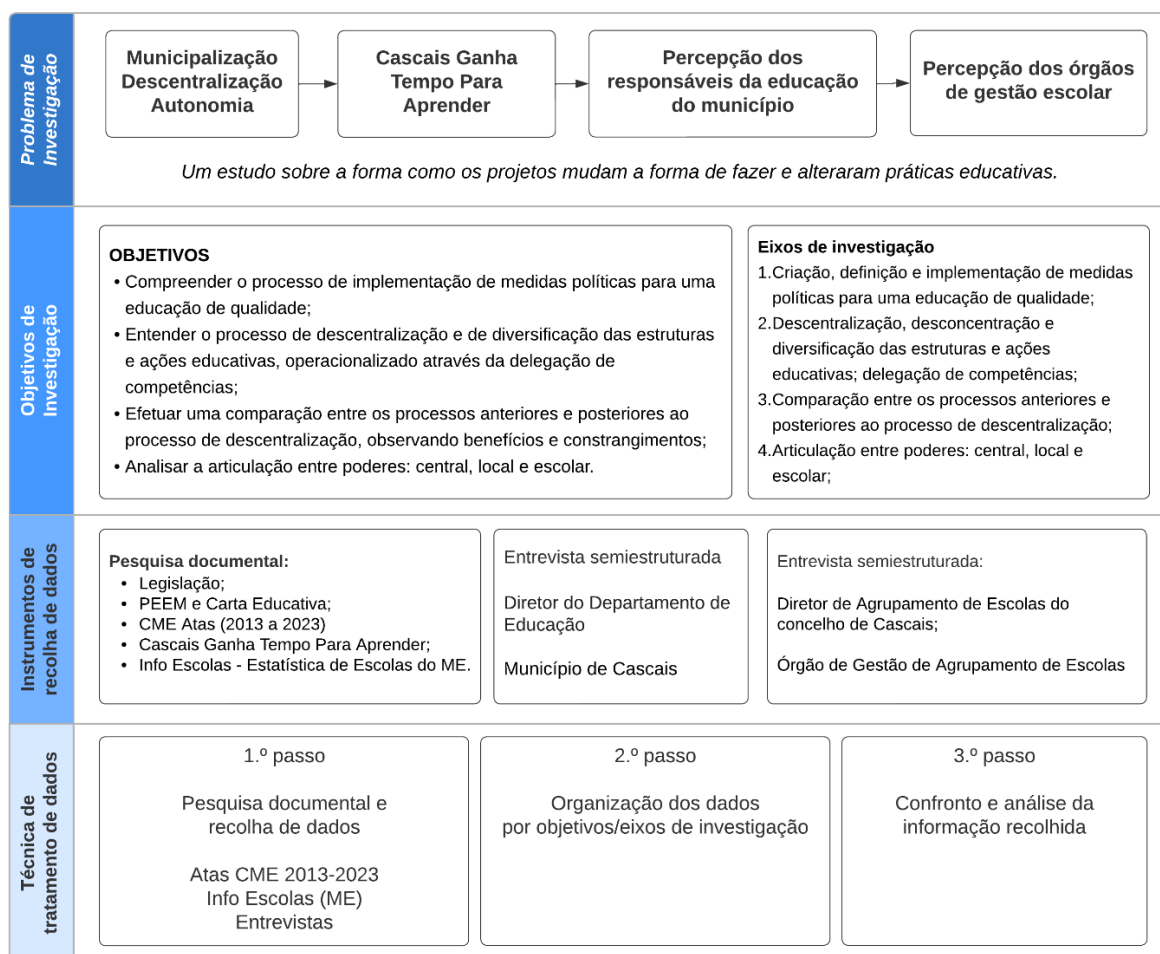 Problema de
Investigação
Municipalização
Descentralização
Autonomia
Cascais Ganha
Tempo Para
Aprender
Percepção dos
responsáveis da educação
do município
Percepção dos órgãos
de gestão escolar
Um estudo sobre a forma como os projetos mudam a forma de fazer e alteraram práticas educativas.
Objetivos de
Investigação
OBJETIVOS
• Compreender o processo de implementação de medidas políticas para uma
educação de qualidade;
• Entender o processo de descentralização e de diversificação das estruturas
e ações educativas, operacionalizado através da delegação de
competências;
• Efetuar uma comparação entre os processos anteriores e posteriores ao
processo de descentralização, observando benefícios e constrangimentos;
• Analisar a articulação entre poderes: central, local e escolar.
Eixos de investigação
1.Criação, definição e implementação de medidas
políticas para uma educação de qualidade;
2.Descentralização, desconcentração e
diversificação das estruturas e ações
educativas; delegação de competências;
3.Comparação entre os processos anteriores e
posteriores ao processo de descentralização;
4.Articulação entre poderes: central, local e
escolar;
Instrumentos de
recolha de dados
Pesquisa documental:
• Legislação;
• PEEM e Carta Educativa;
• CME Atas (2013 a 2023)
• Cascais Ganha Tempo Para Aprender;
• Info Escolas - Estatística de Escolas do ME.
Entrevista semiestruturada
Diretor do Departamento de
Educação
Município de Cascais
Entrevista semiestruturada:
Diretor de Agrupamento de Escolas do
concelho de Cascais;
Órgão de Gestão de Agrupamento de Escolas
Técnica de
tratamento de dados
1.º passo
Pesquisa documental e
recolha de dados
Atas CME 2013-2023
Info Escolas (ME)
Entrevistas
2.º passo
Organização dos dados
por objetivos/eixos de investigação
3.º passo
Confronto e análise da
informação recolhida